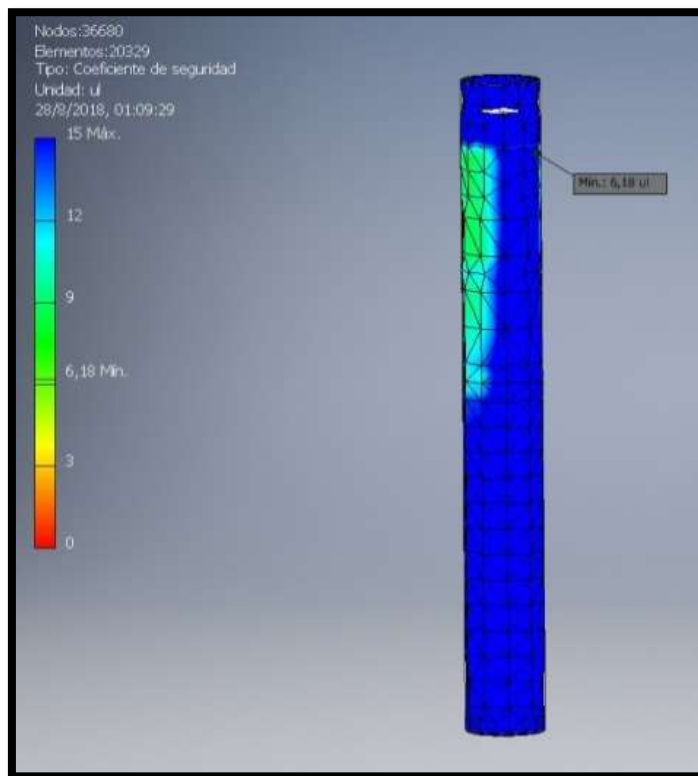 Nodos:36680
Elementos:20329
Tipo: Coeficiente de seguridad
Unidad: ul
28/8/2018, 01:09:29
15 Máx.
12
9
6,18 Mín.
3
0
Mín.: 6,18 ul